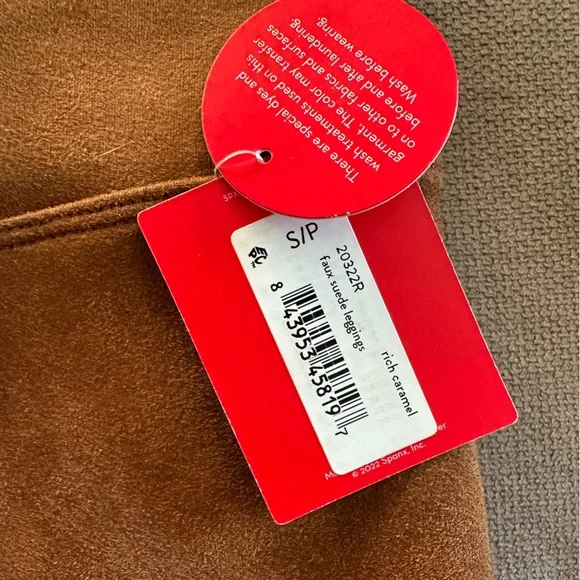 There are special dyes and
wash treatments used on this
garment. The color may transfer
on to other fabrics and surfaces
before and after laundering.
Wash before wearing.
SPANX
S/P
20322R
faux suede leggings
rich caramel
8 43953 45819 7
© 2022 Spanx, Inc.